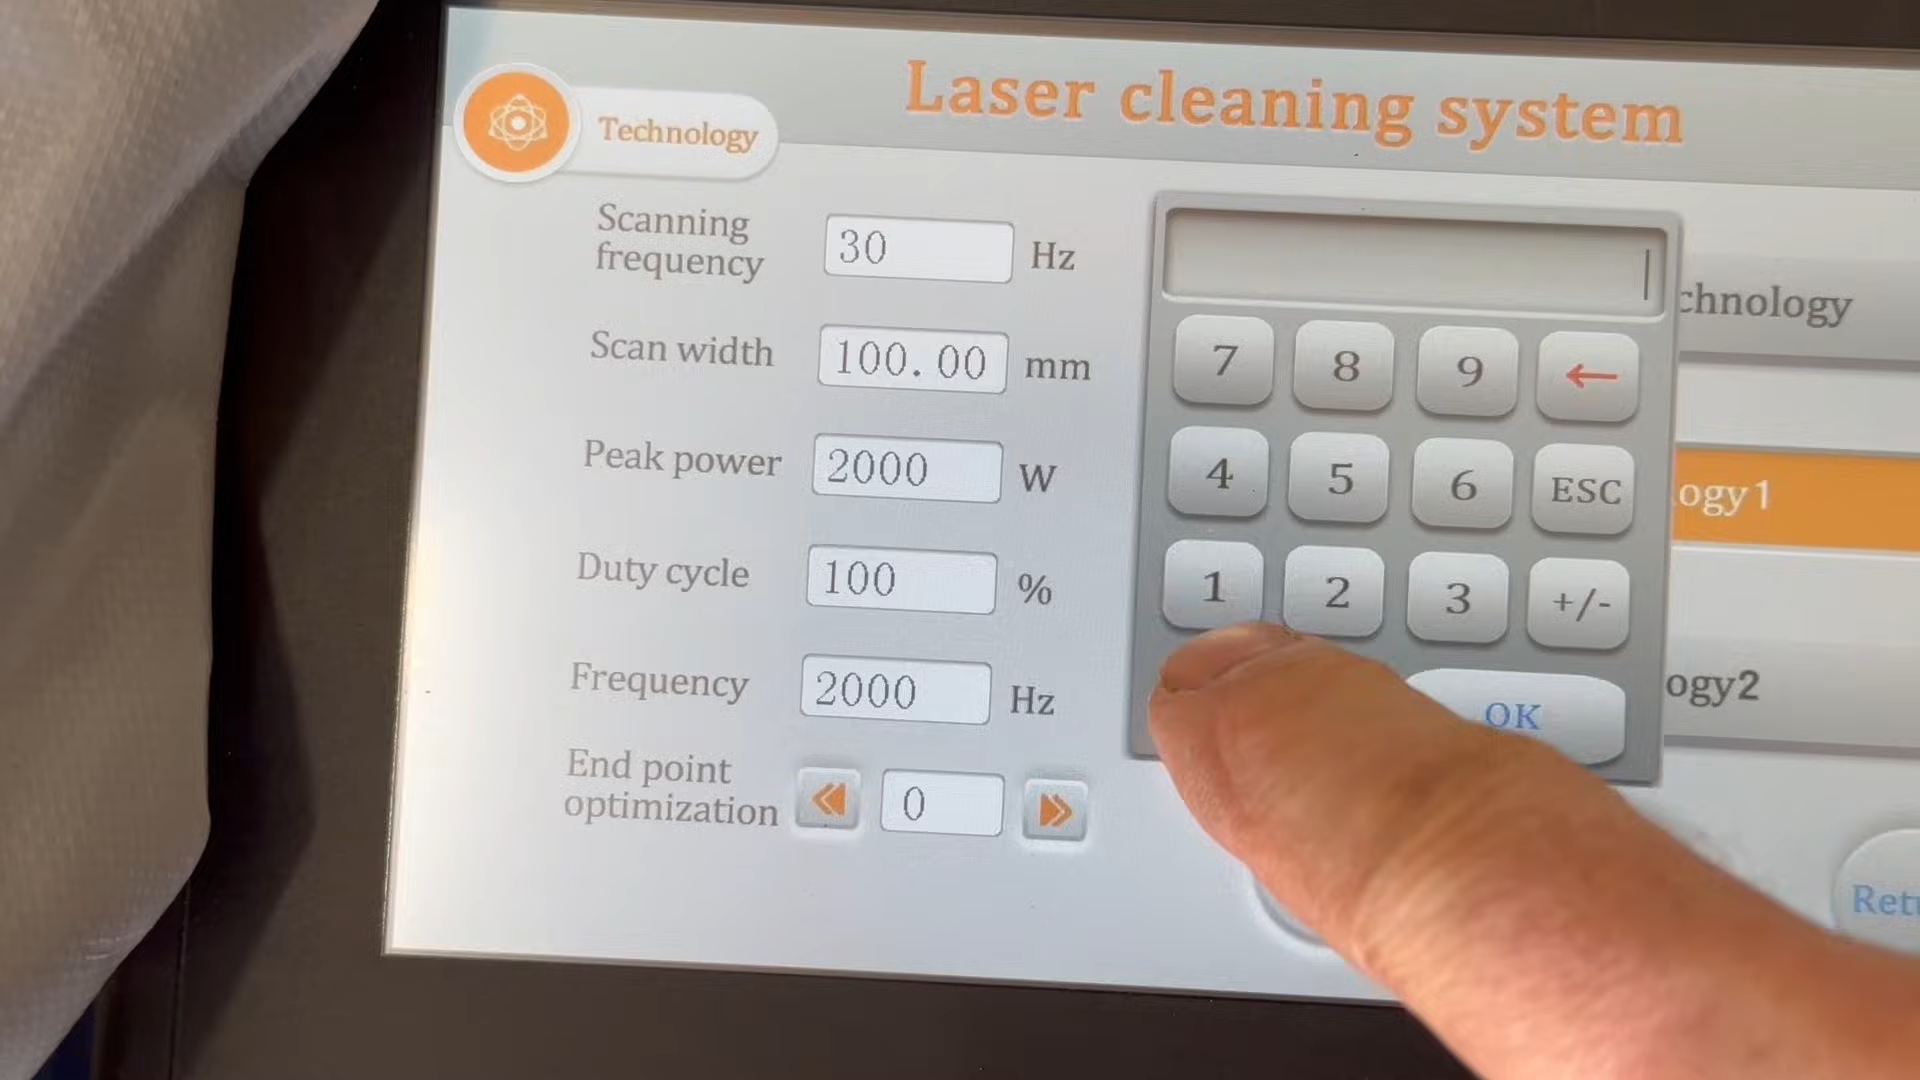 Laser cleaning system
Technology
Scanning
frequency
30
Hz
Scan width
100.00
mm
Peak power
2000
W
Duty cycle
100
%
Frequency
2000
Hz
End point
optimization
0
7
8
9
←
4
5
6
ESC
1
2
3
+/-
OK
chnology
ogy1
ogy2